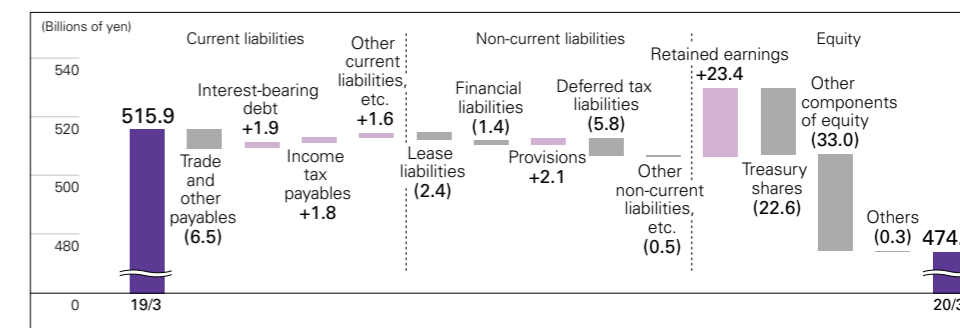 (Billions of yen)
Current liabilities
Non-current liabilities
Equity
540
520
500
480
0
515.9
19/3
Trade
and
other
payables
(6.5)
Interest-bearing
debt
+1.9
Income
tax
payables
+1.8
Other
current
liabilities,
etc.
+1.6
Lease
liabilities
(2.4)
Financial
liabilities
(1.4)
Provisions
+2.1
Deferred tax
liabilities
(5.8)
Other
non-current
liabilities,
etc.
(0.5)
Retained earnings
+23.4
Treasury
shares
(22.6)
Other
components
of equity
(33.0)
Others
(0.3)
474.
20/3